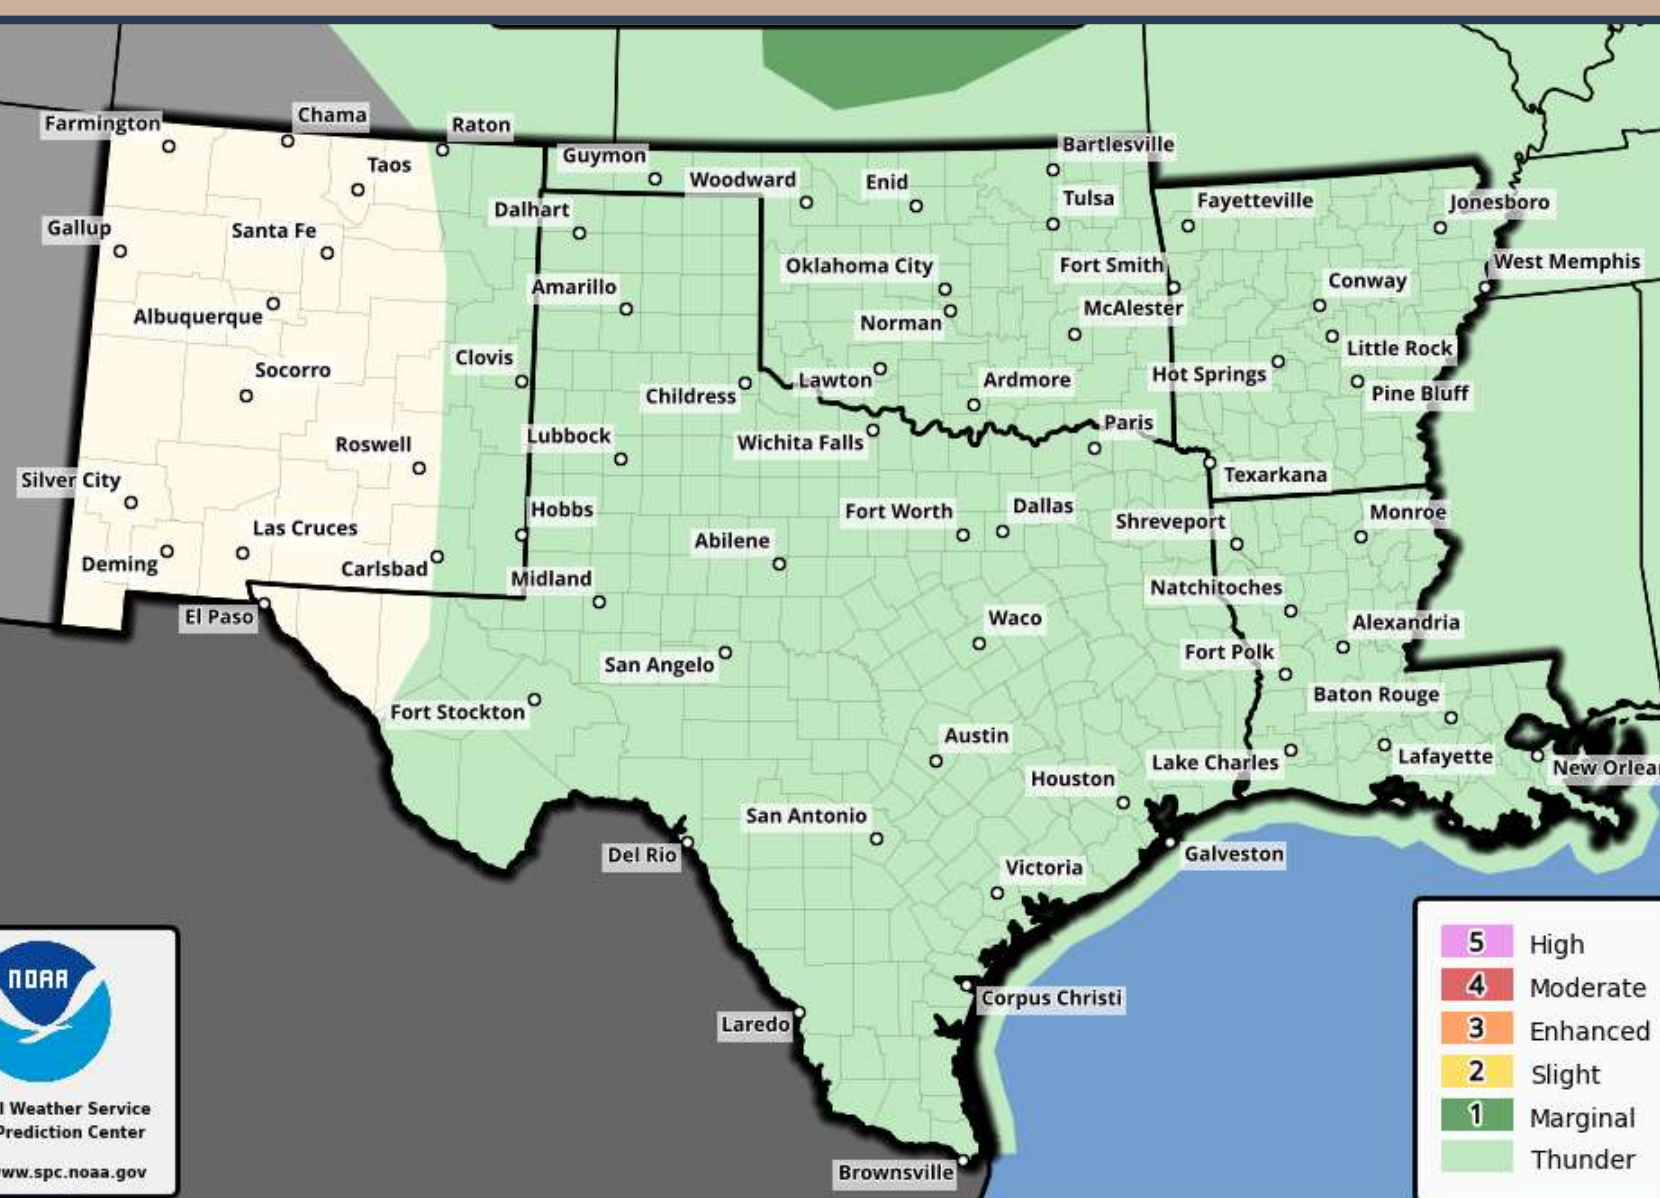 Farmington
Chama
Raton
Taos
Guymon
Woodward
Enid
Bartlesville
Tulsa
Fayetteville
Jonesboro
Gallup
Santa Fe
Dalhart
Oklahoma City
Fort Smith
West Memphis
Albuquerque
Amarillo
Norman
McAlester
Conway
Socorro
Clovis
Childress
Lawton
Ardmore
Hot Springs
Little Rock
Pine Bluff
Roswell
Lubbock
Wichita Falls
Paris
Texarkana
Silver City
Las Cruces
Hobbs
Abilene
Fort Worth
Dallas
Shreveport
Monroe
Deming
Carlsbad
Midland
Natchitoches
El Paso
San Angelo
Waco
Fort Polk
Alexandria
Fort Stockton
Baton Rouge
Austin
Houston
Lake Charles
Lafayette
New Orlea
San Antonio
Del Rio
Victoria
Galveston
Corpus Christi
Laredo
Brownsville
NOAA
l Weather Service
Prediction Center
ww.spc.noaa.gov
5 High
4 Moderate
3 Enhanced
2 Slight
1 Marginal
Thunder